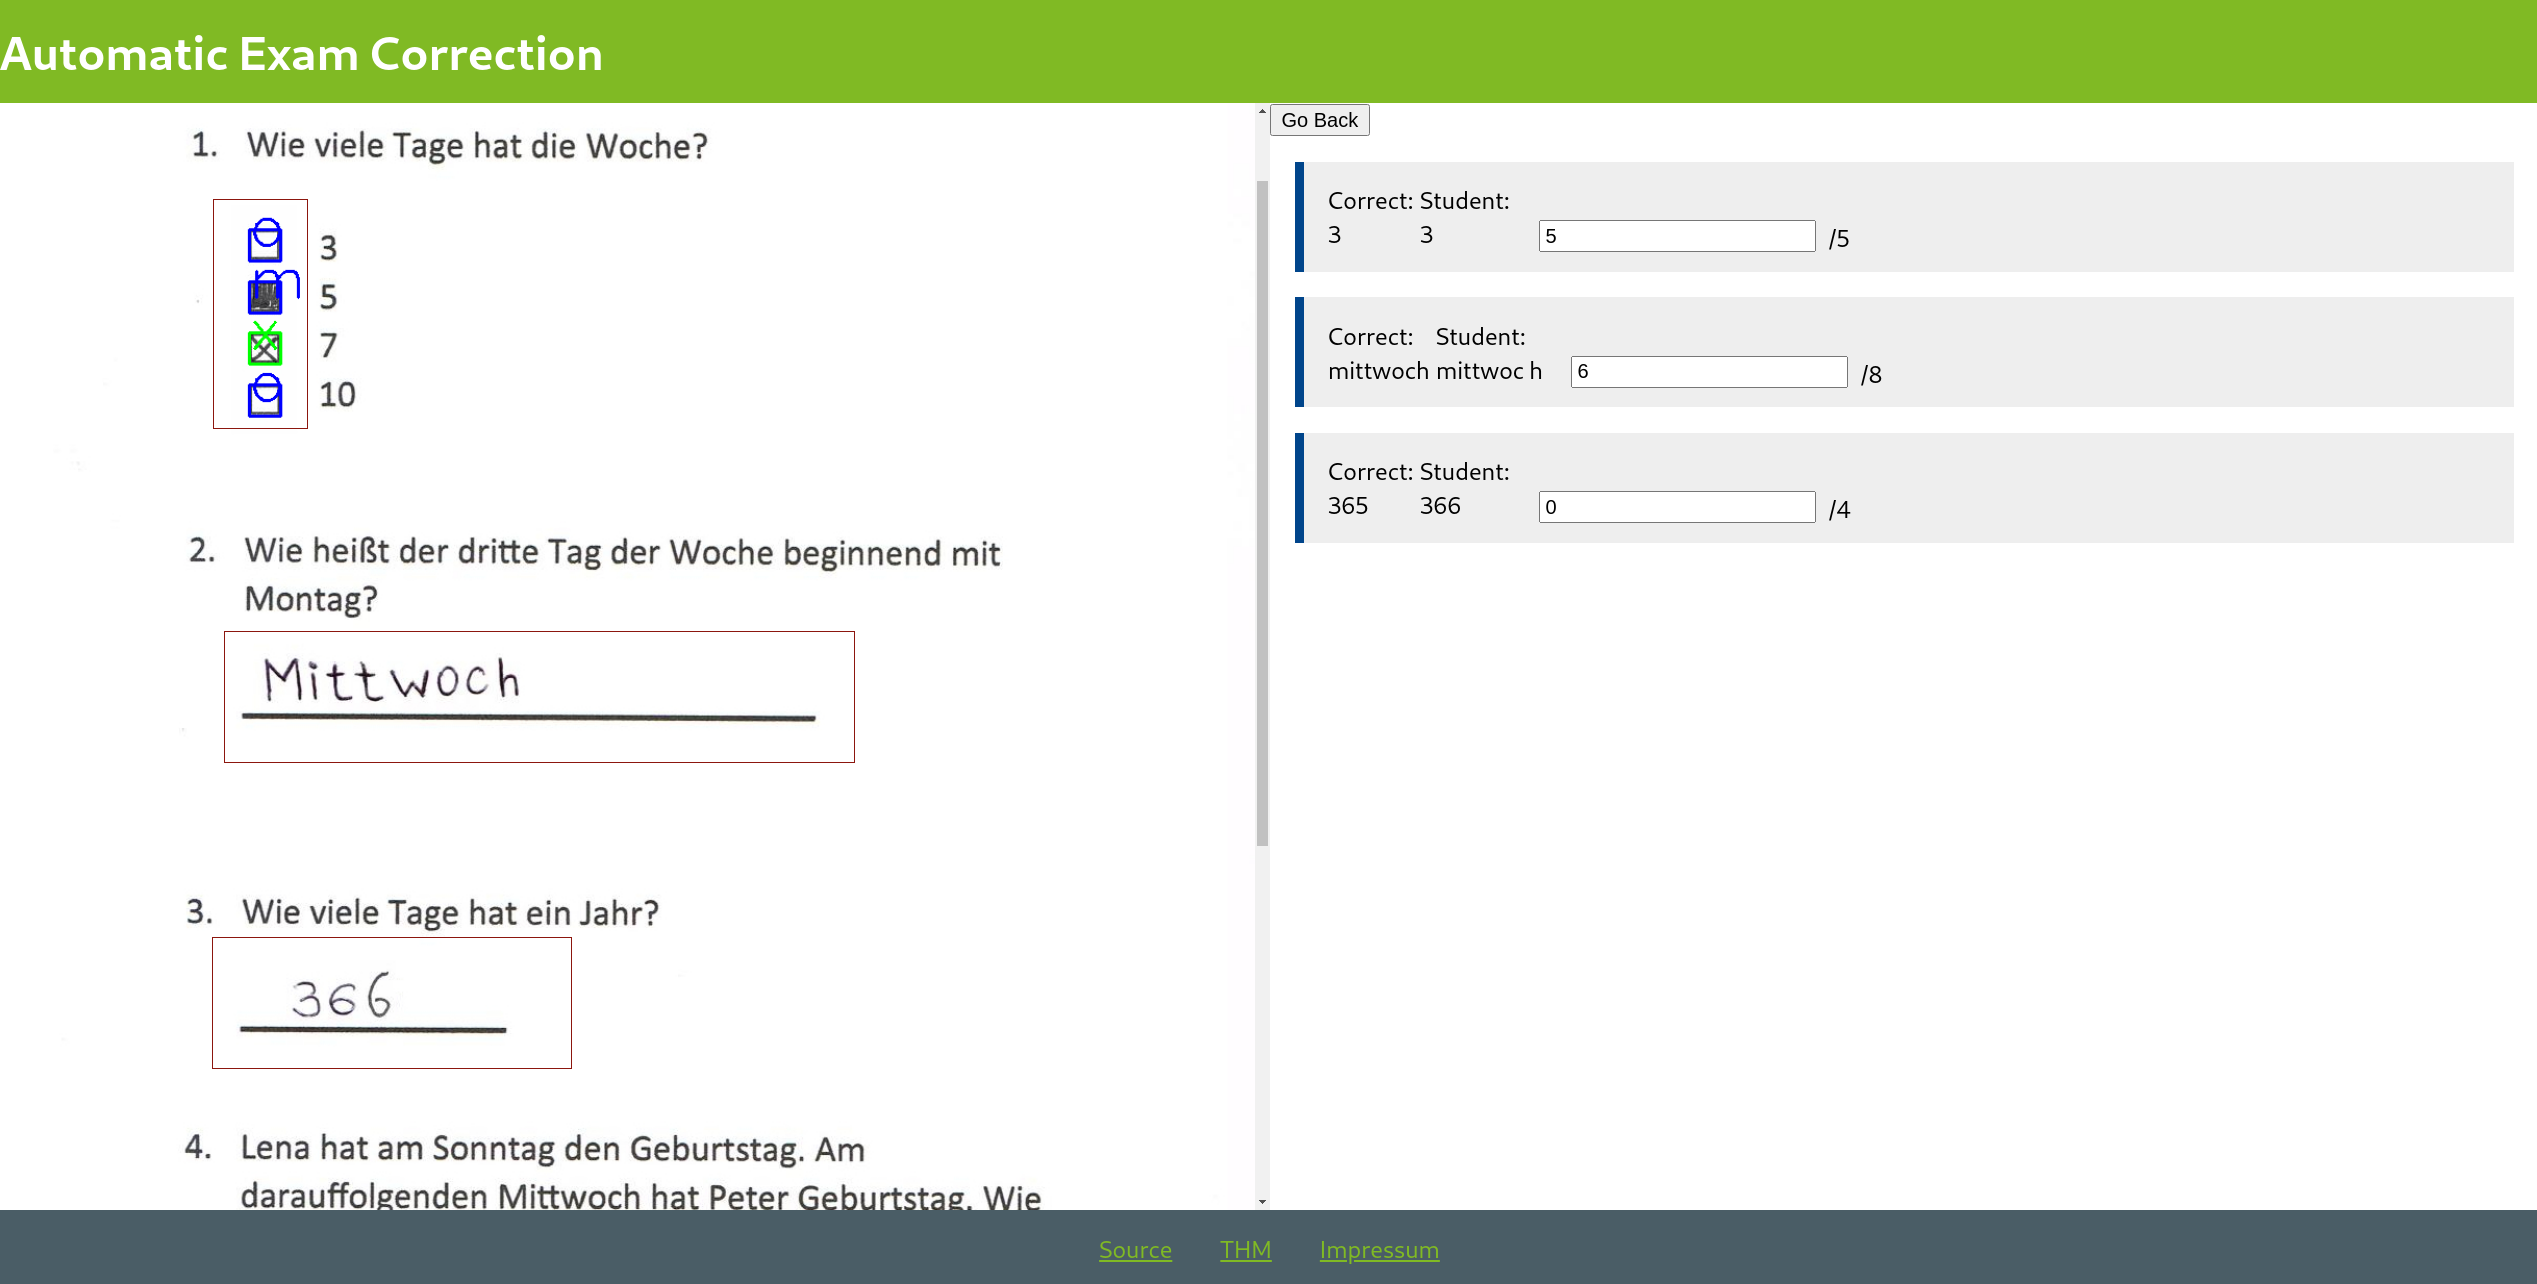 Automatic Exam Correction
1. Wie viele Tage hat die Woche?
3
5
7
10
2. Wie heißt der dritte Tag der Woche beginnend mit
Montag?
Mittwoch
3. Wie viele Tage hat ein Jahr?
366
4. Lena hat am Sonntag den Geburtstag. Am
darauffolgenden Mittwoch hat Peter Geburtstag. Wie
Go Back
Correct: Student:
3 3 5 /5
Correct: Student:
mittwoch mittwoc h 6 /8
Correct: Student:
365 366 0 /4
Source THM Impressum